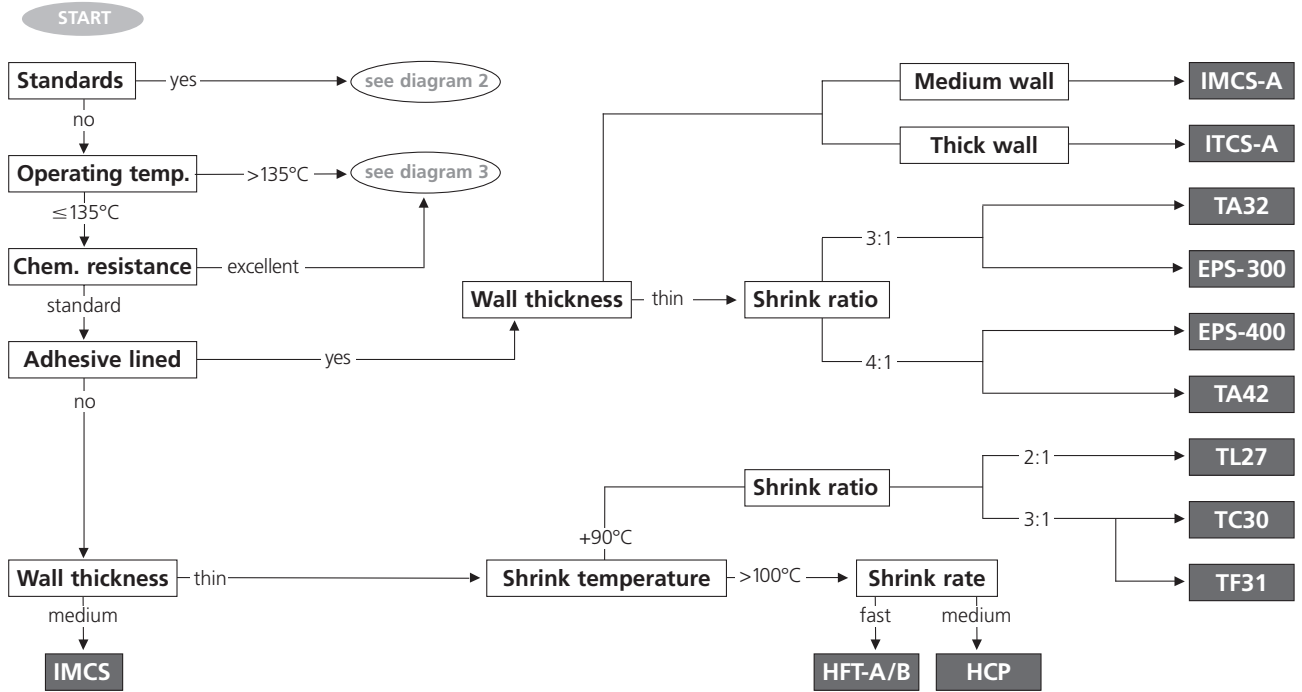 START
Standards
yes
see diagram 2
no
Operating temp.
>135°C
see diagram 3
≤135°C
Chem. resistance
excellent
standard
Adhesive lined
yes
no
Wall thickness
thin
Shrink ratio
Medium wall
IMCS-A
Thick wall
ITCS-A
3:1
TA32
EPS-300
4:1
EPS-400
TA42
Wall thickness
thin
medium
IMCS
Shrink temperature
+90°C
Shrink ratio
2:1
TL27
3:1
TC30
TF31
>100°C
Shrink rate
fast
medium
HFT-A/B
HCP